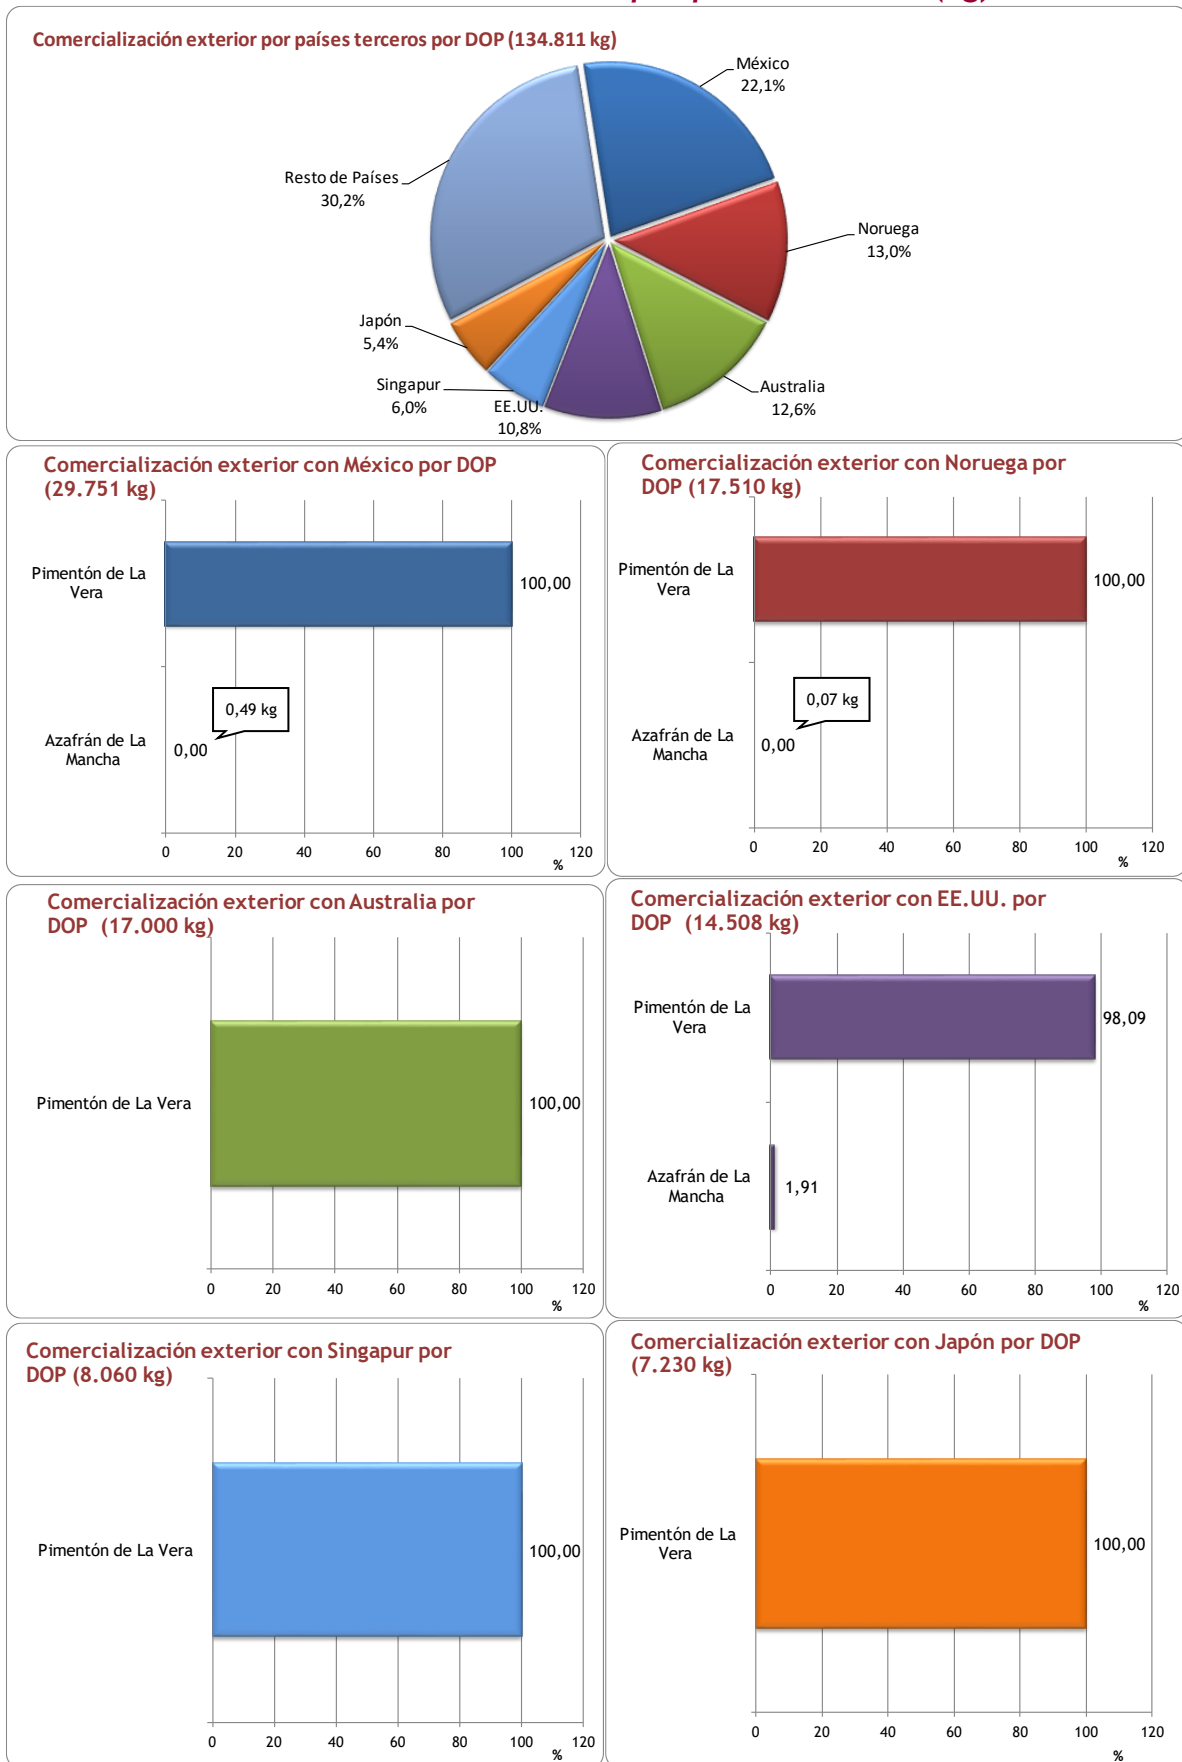 Comercialización exterior por países terceros por DOP (134.811 kg)
México
22,1%
Noruega
13,0%
Resto de Países
30,2%
Japón
5,4%
Singapur
6,0%
EE.UU.
10,8%
Australia
12,6%
Comercialización exterior con México por DOP
(29.751 kg)
Pimentón de La
Vera
100,00
0,49 kg
Azafrán de La
Mancha
0,00
0 20 40 60 80 100 120
%
Comercialización exterior con Noruega por
DOP (17.510 kg)
Pimentón de La
Vera
100,00
0,07 kg
Azafrán de La
Mancha
0,00
0 20 40 60 80 100 120
%
Comercialización exterior con Australia por
DOP (17.000 kg)
Pimentón de La Vera
100,00
0 20 40 60 80 100 120
%
Comercialización exterior con EE.UU. por
DOP (14.508 kg)
Pimentón de La
Vera
98,09
Azafrán de La
Mancha
1,91
0 20 40 60 80 100 120
%
Comercialización exterior con Singapur por
DOP (8.060 kg)
Pimentón de La Vera
100,00
0 20 40 60 80 100 120
%
Comercialización exterior con Japón por DOP
(7.230 kg)
Pimentón de La
Vera
100,00
0 20 40 60 80 100 120
%